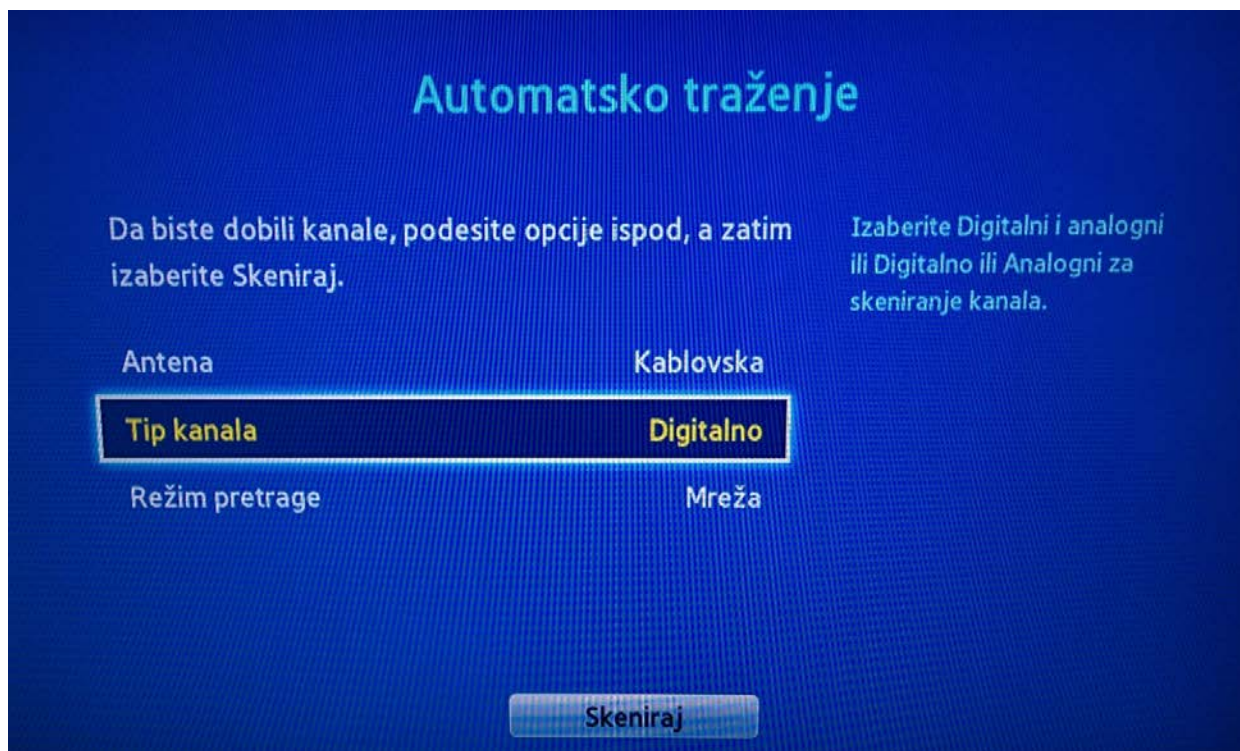 Automatsko traženje
Da biste dobili kanale, podesite opcije ispod, a zatim
izaberite Skeniraj.
Izaberite Digitalni i analogni
ili Digitalno ili Analogni za
skeniranje kanala.
Antena Kablovska
Tip kanala Digitalno
Režim pretrage Mreža
Skeniraj